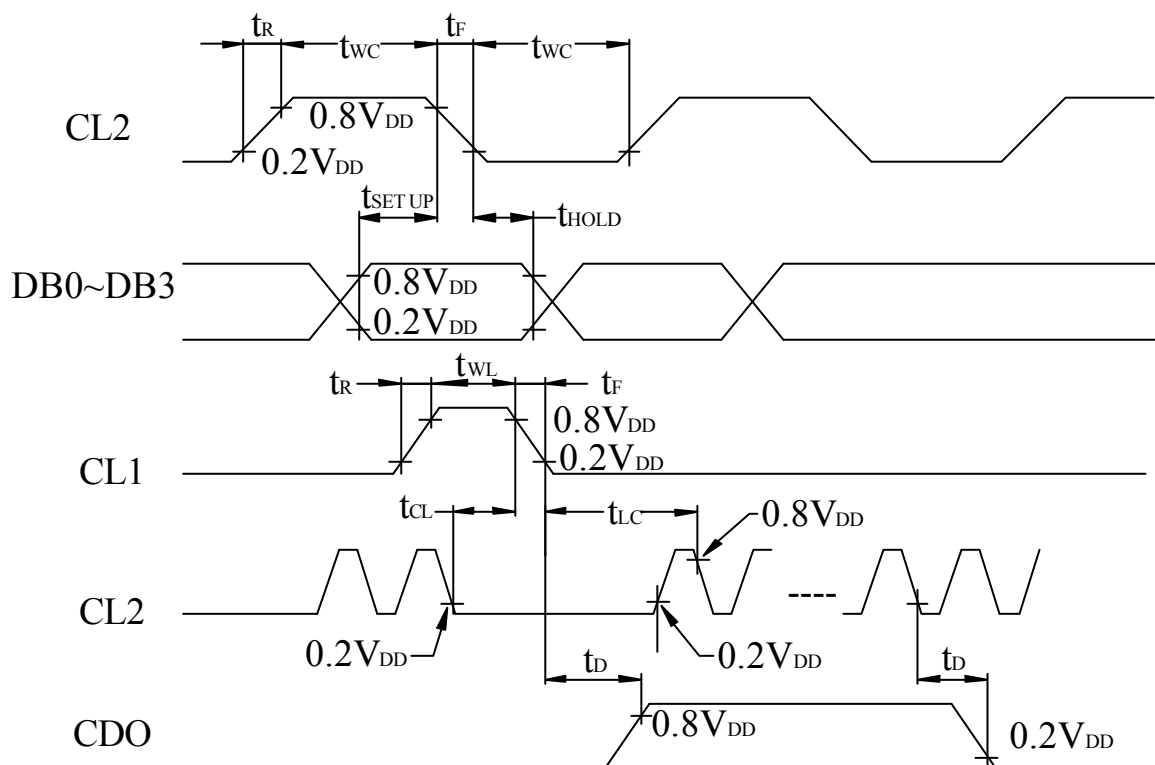 tR tWC tF tWC
CL2
0.8VDD
0.2VDD
tSET UP tHOLD
DB0~DB3
0.8VDD
0.2VDD
tR tWL tF
CL1
0.8VDD
0.2VDD
tCL tLC 0.8VDD
CL2
----
0.2VDD 0.2VDD
tD tD
CDO
0.8VDD 0.2VDD